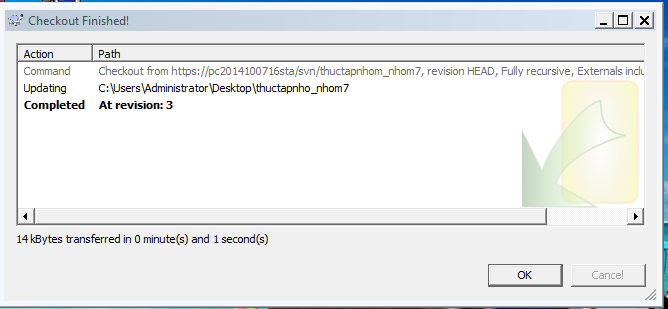 Checkout Finished!
Action Path
Command Checkout from https://pc2014100716sta/svn/thuctapnhom_nhom7, revision HEAD, Fully recursive, Externals inclu
Updating C:\Users\Administrator\Desktop\thuctapnho_nhom7
Completed At revision: 3
14 kBytes transferred in 0 minute(s) and 1 second(s)
OK Cancel